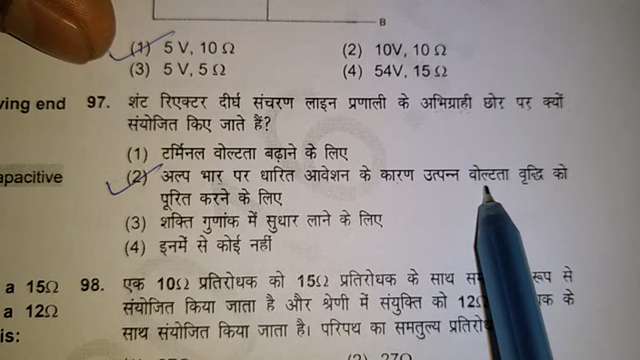 B
(1) 5 V, 10 Ω (2) 10V, 10 Ω
(3) 5 V, 5 Ω (4) 54V, 15 Ω
ving end 97. शंट रिएक्टर दीर्घ संचरण लाइन प्रणाली के अभिग्राही छोर पर क्यों
संयोजित किए जाते हैं?
(1) टर्मिनल वोल्टता बढ़ाने के लिए
apacitive (2) अल्प भार पर धारित आवेशन के कारण उत्पन्न वोल्टता वृद्धि को
पूरित करने के लिए
(3) शक्ति गुणांक में सुधार लाने के लिए
(4) इनमें से कोई नहीं
a 15Ω 98. एक 10Ω प्रतिरोधक को 15Ω प्रतिरोधक के साथ रूप से
a 12Ω संयोजित किया जाता है और श्रेणी में संयुक्ति को 12Ω के
is: साथ संयोजित किया जाता है। परिपथ का समतुल्य
(2) 27Ω